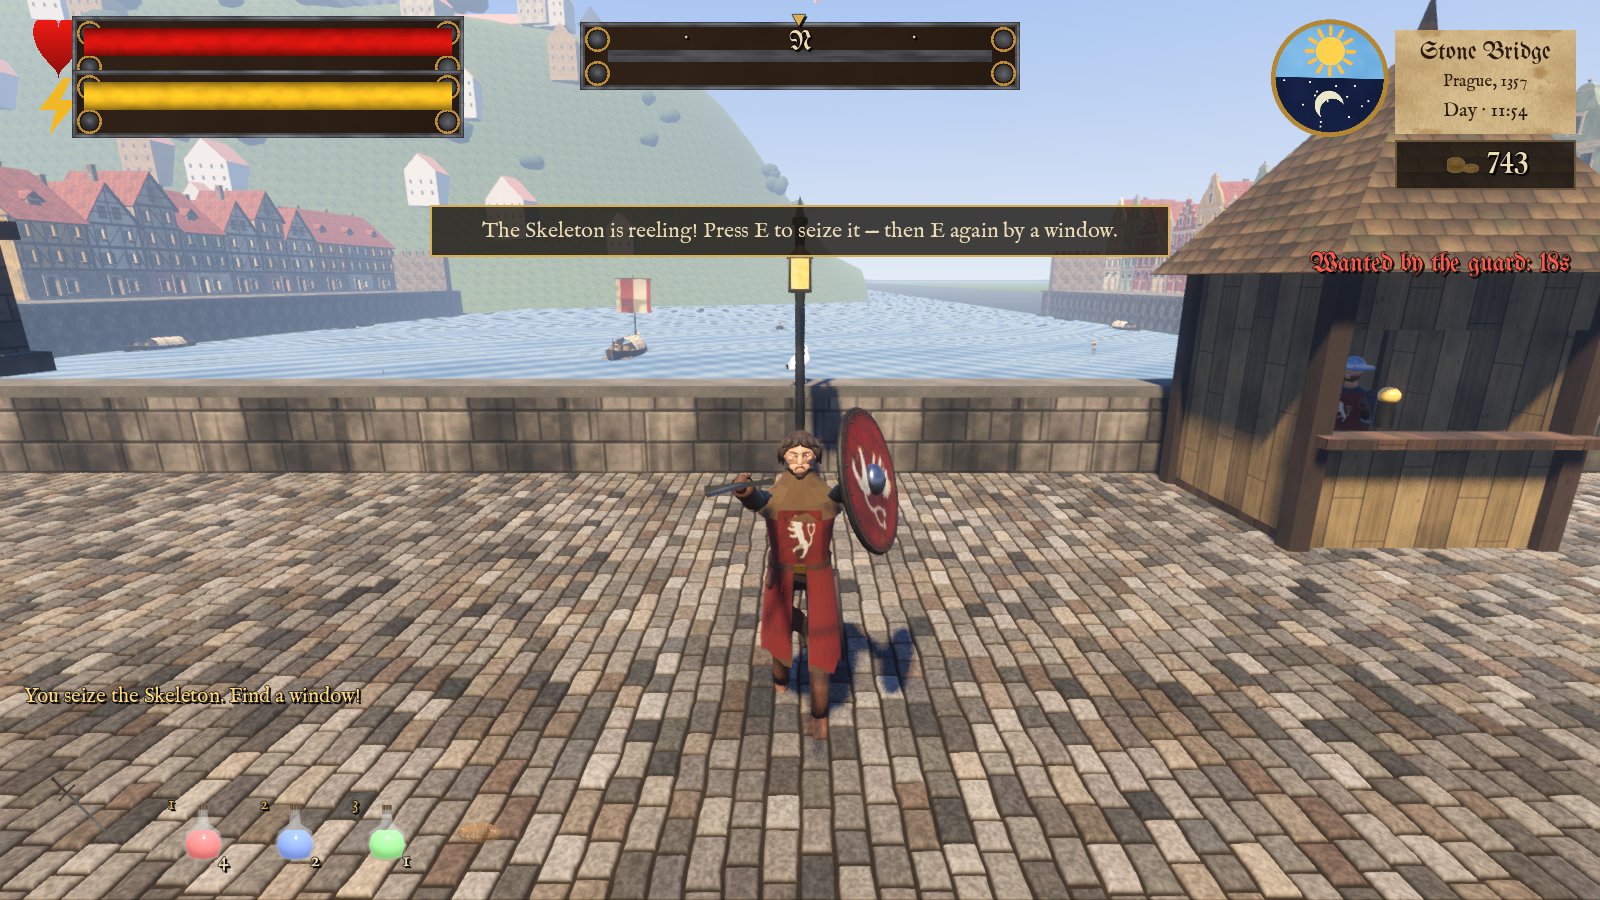 N
Stone Bridge
Prague, 1357
Day · 11:54
743
The Skeleton is reeling! Press E to seize it – then E again by a window.
Wanted by the guard: 18s
You seize the Skeleton. Find a window!
1 2 3
4 2 1